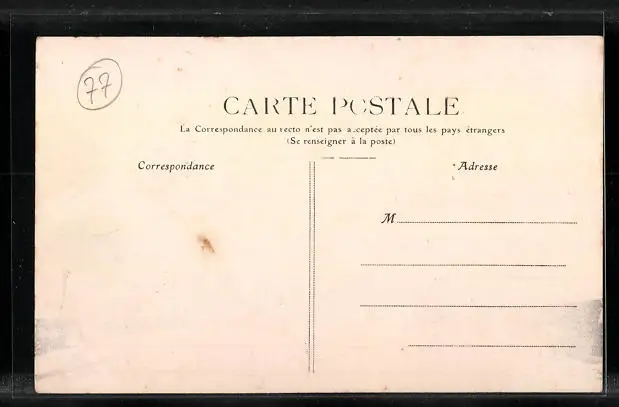 77
CARTE POSTALE
La Correspondance au recto n'est pas acceptée par tous les pays étrangers
(Se renseigner à la poste)
Correspondance
Adresse
M